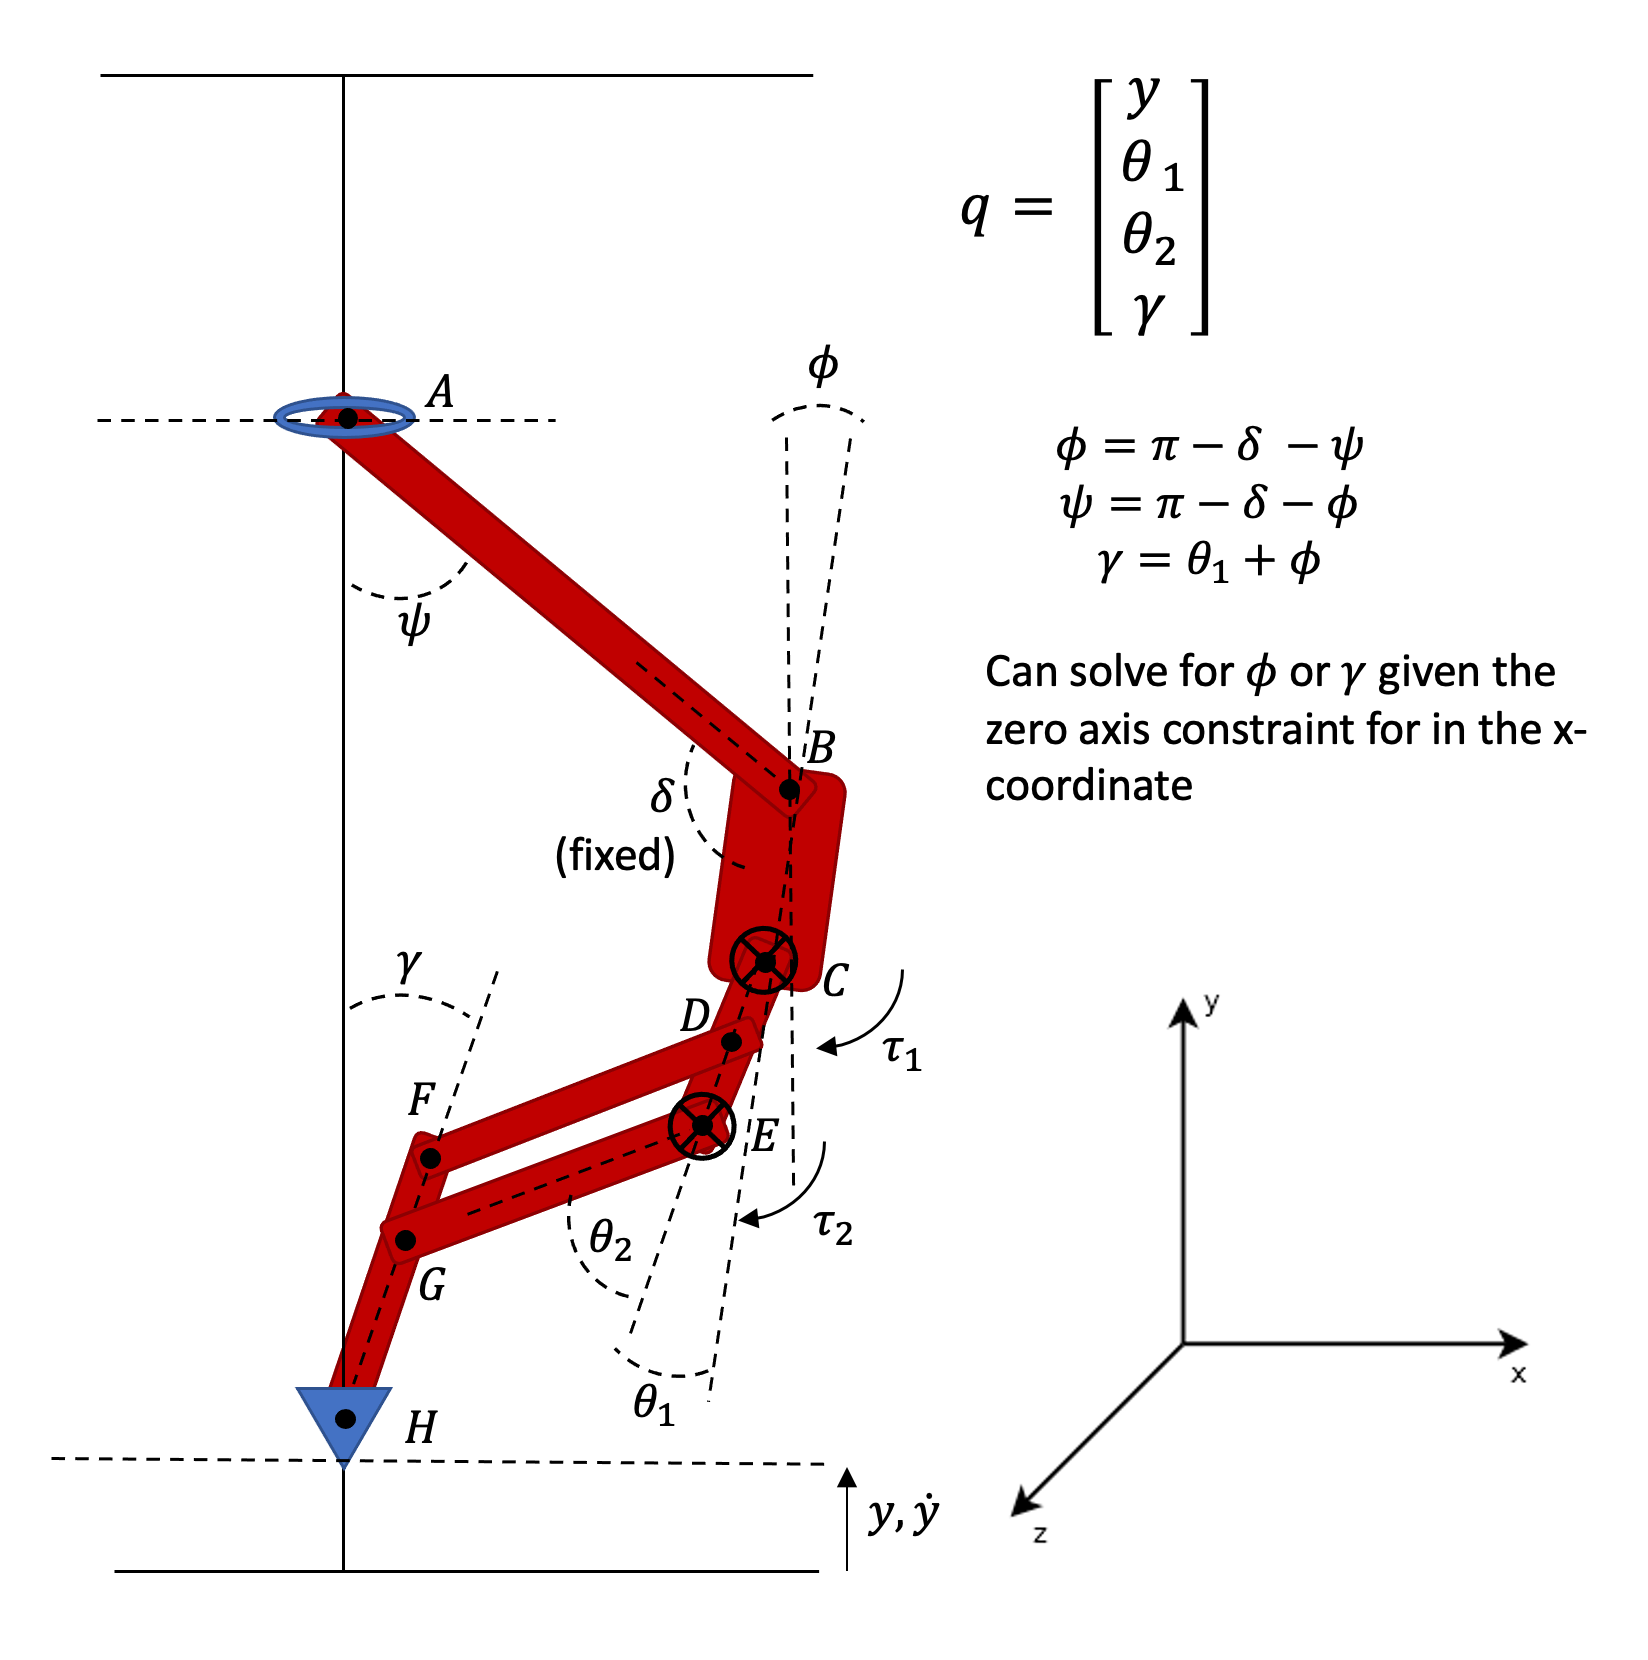 A
ψ
ϕ
B
δ
(fixed)
C
γ
D
τ₁
F
E
θ₂
τ₂
G
θ₁
H
y, ẏ
q = [ y
θ₁
θ₂
γ ]
ϕ = π − δ − ψ
ψ = π − δ − ϕ
γ = θ₁ + ϕ
Can solve for ϕ or γ given the
zero axis constraint for in the x-
coordinate
y
x
z